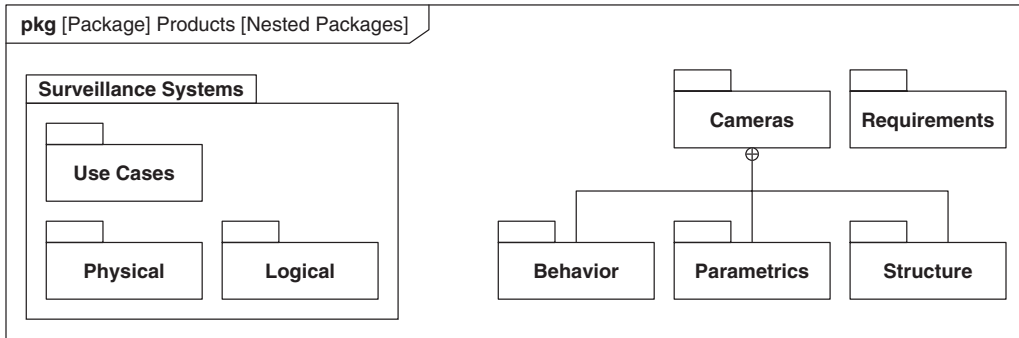 pkg [Package] Products [Nested Packages]
Surveillance Systems
Use Cases
Physical
Logical
Cameras
Requirements
Behavior
Parametrics
Structure